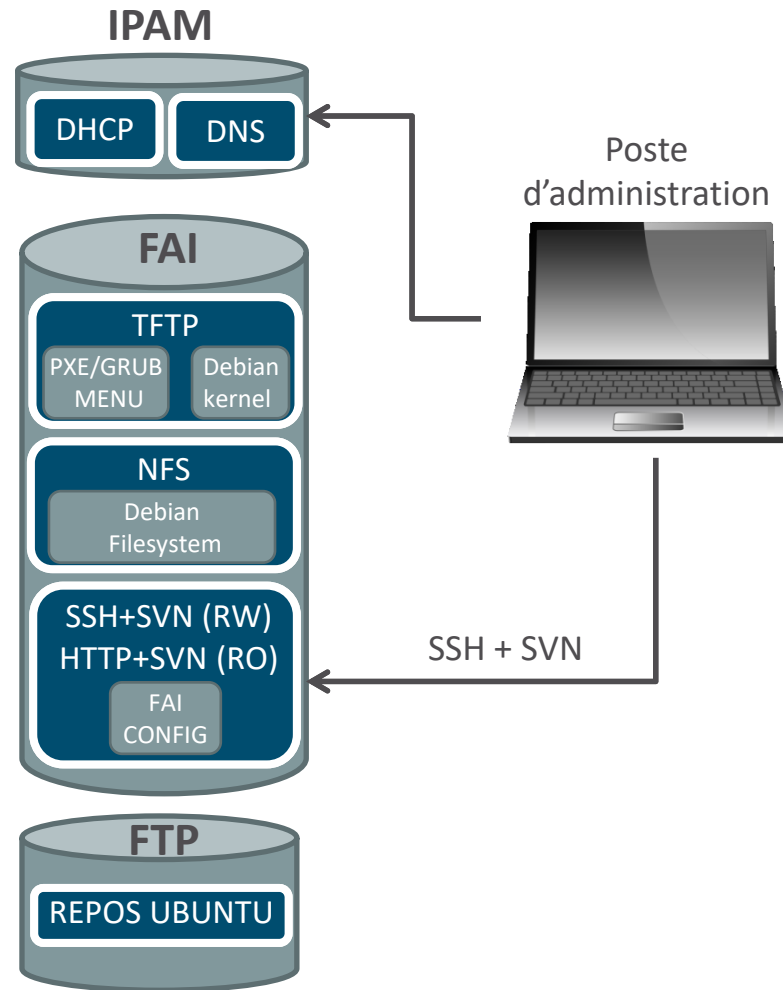 IPAM
DHCP
DNS
Poste
d’administration
FAI
TFTP
PXE/GRUB
MENU
Debian
kernel
NFS
Debian
Filesystem
SSH+SVN (RW)
HTTP+SVN (RO)
FAI
CONFIG
SSH + SVN
FTP
REPOS UBUNTU